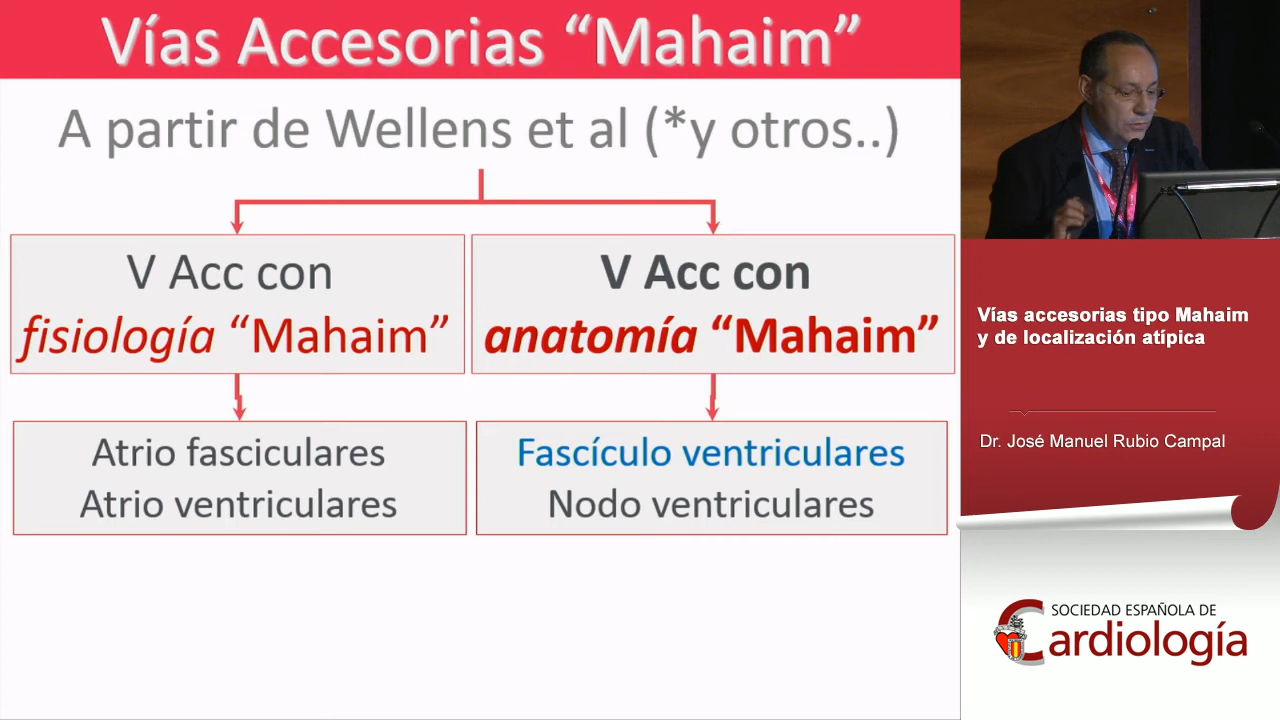 Vías Accesorias “Mahaim”
A partir de Wellens et al (*y otros..)
V Acc con
fisiología “Mahaim”
V Acc con
anatomía “Mahaim”
Atrio fasciculares
Atrio ventriculares
Fascículo ventriculares
Nodo ventriculares
Vías accesorias tipo Mahaim
y de localización atípica
Dr. José Manuel Rubio Campal
SOCIEDAD ESPAÑOLA DE
Cardiología